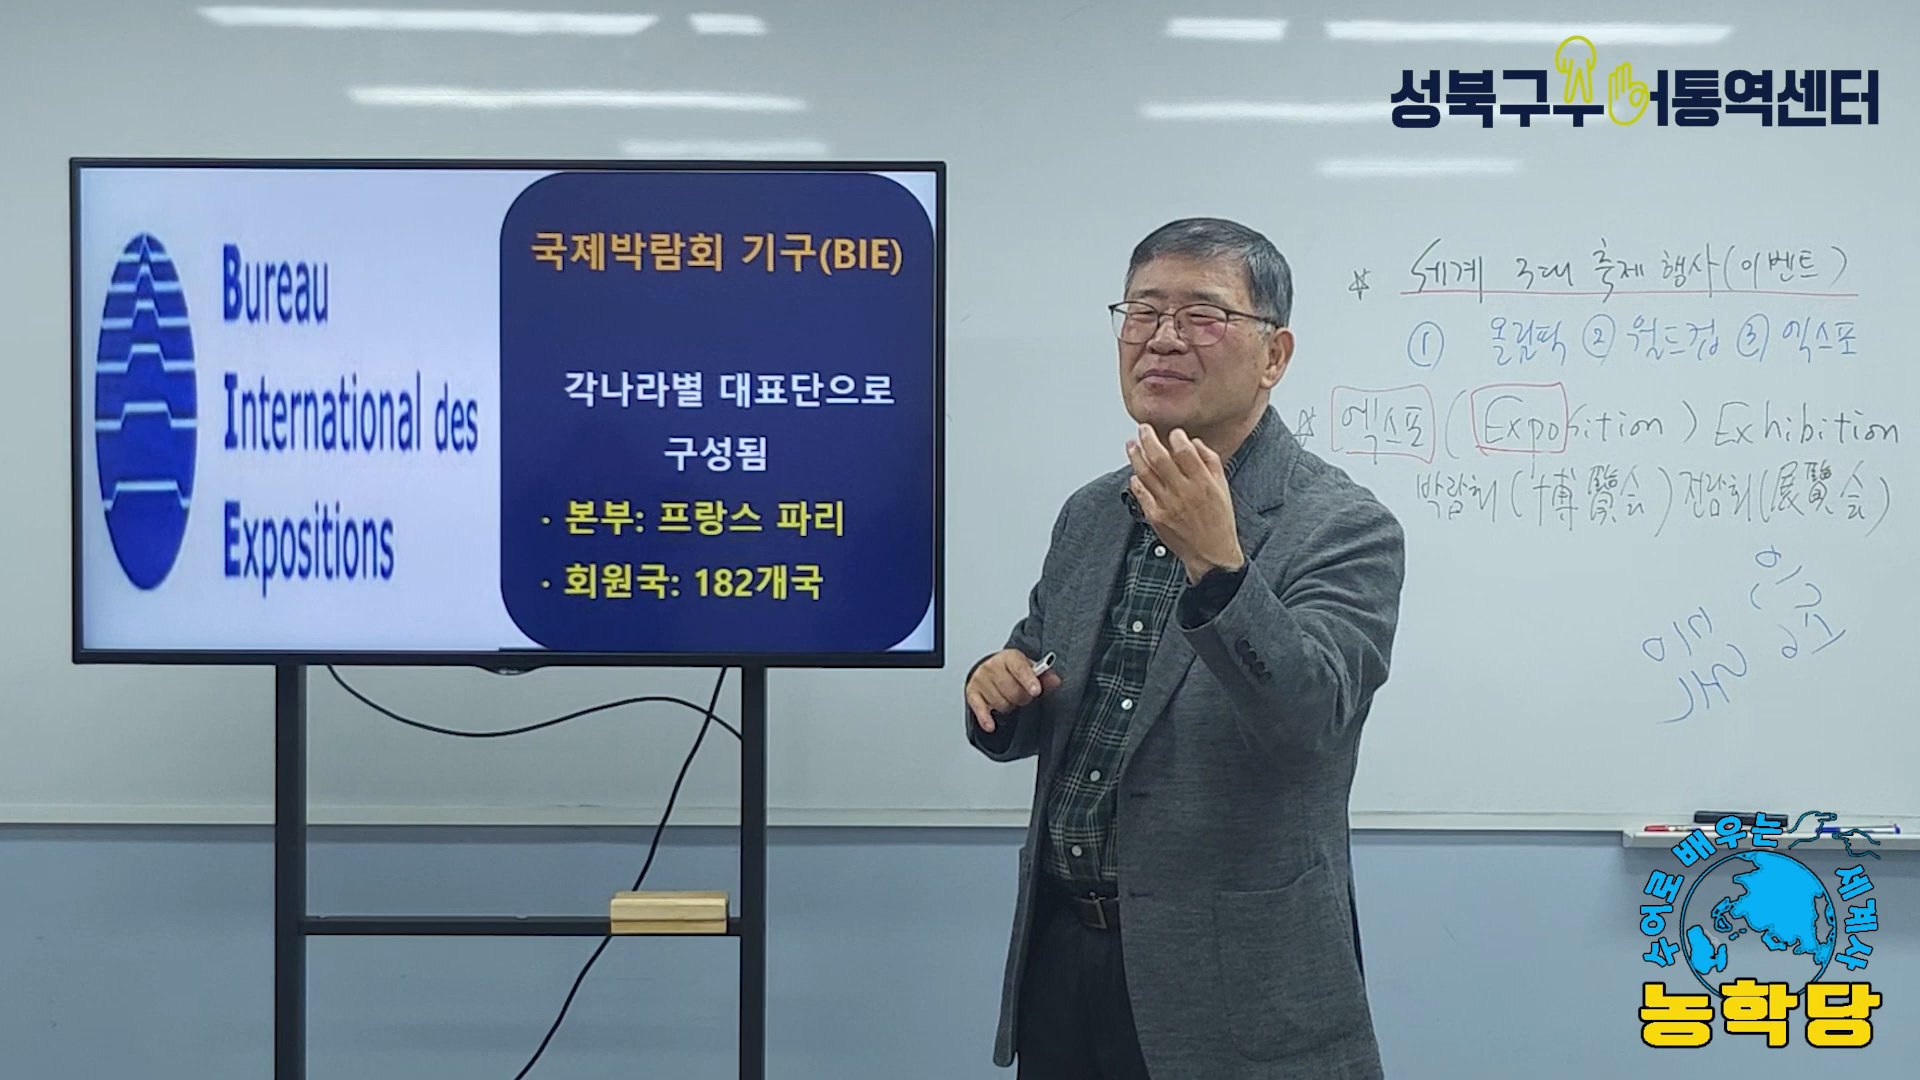 성북구수어통역센터
Bureau
International des
Expositions
국제박람회 기구(BIE)
각나라별 대표단으로
구성됨
· 본부: 프랑스 파리
· 회원국: 182개국
☆ 세계 3대 축제 행사(이벤트)
① 올림픽 ② 월드컵 ③ 엑스포
☆ 엑스포 (Exposition) Exhibition
박람회(博覽会) 전람회(展覽会)
수어로 배우는 세계사
농학당